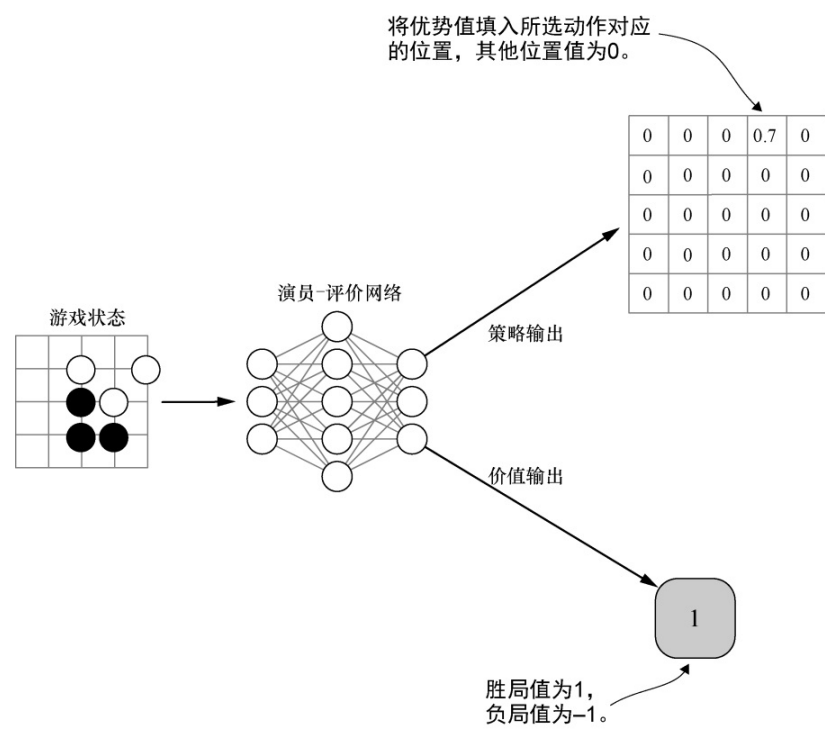 将优势值填入所选动作对应
的位置，其他位置值为0。
0 0 0 0.7 0
0 0 0 0 0
0 0 0 0 0
0 0 0 0 0
0 0 0 0 0
演员-评价网络
游戏状态
策略输出
价值输出
1
胜局值为1，
负局值为–1。